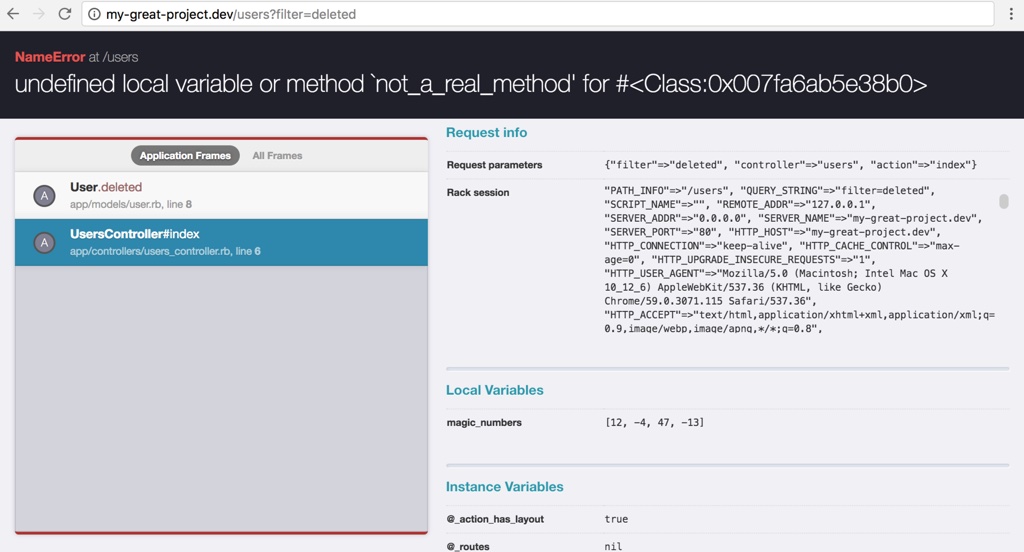 my-great-project.dev/users?filter=deleted
NameError at /users
undefined local variable or method `not_a_real_method' for #<Class:0x007fa6ab5e38b0>
Application Frames All Frames
A
User.deleted
app/models/user.rb, line 8
A
UsersController#index
app/controllers/users_controller.rb, line 6
Request info
Request parameters {"filter"=>"deleted", "controller"=>"users", "action"=>"index"}
Rack session "PATH_INFO"=>"/users", "QUERY_STRING"=>"filter=deleted",
"SCRIPT_NAME"=>"", "REMOTE_ADDR"=>"127.0.0.1",
"SERVER_ADDR"=>"0.0.0.0", "SERVER_NAME"=>"my-great-project.dev",
"SERVER_PORT"=>"80", "HTTP_HOST"=>"my-great-project.dev",
"HTTP_CONNECTION"=>"keep-alive", "HTTP_CACHE_CONTROL"=>"max-
age=0", "HTTP_UPGRADE_INSECURE_REQUESTS"=>"1",
"HTTP_USER_AGENT"=>"Mozilla/5.0 (Macintosh; Intel Mac OS X
10_12_6) AppleWebKit/537.36 (KHTML, like Gecko)
Chrome/59.0.3071.115 Safari/537.36",
"HTTP_ACCEPT"=>"text/html,application/xhtml+xml,application/xml;q=
0.9,image/webp,image/apng,*/*;q=0.8",
Local Variables
magic_numbers [12, -4, 47, -13]
Instance Variables
@_action_has_layout true
@_routes nil